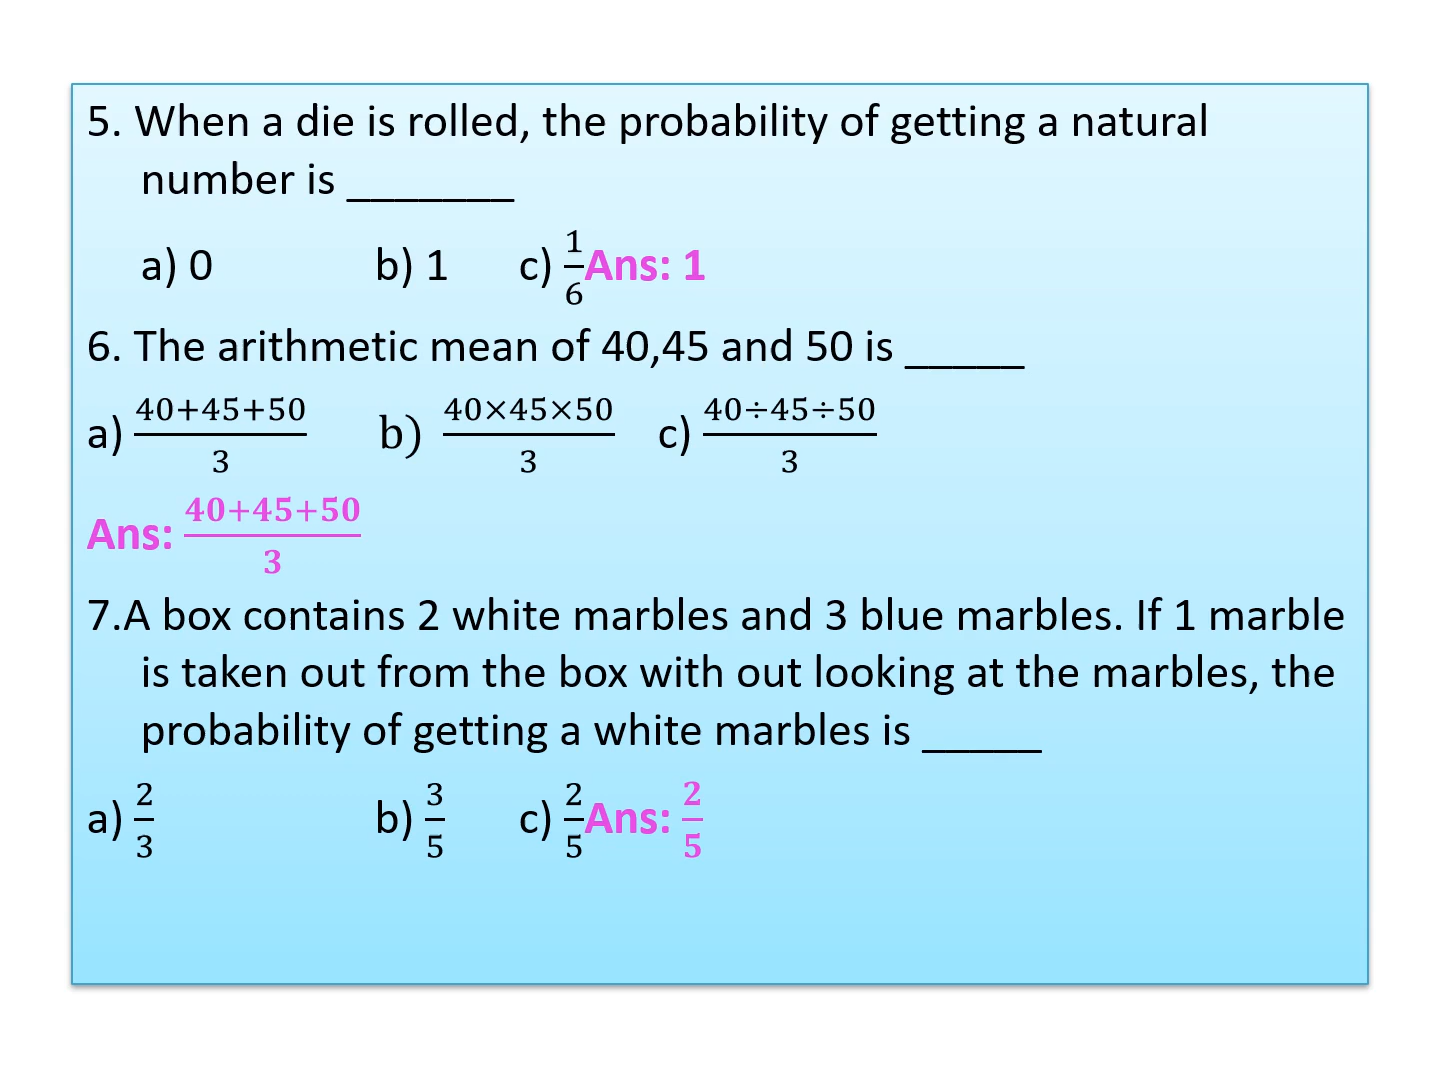 5. When a die is rolled, the probability of getting a natural
number is _______
a) 0 b) 1 c) 1/6 Ans: 1
6. The arithmetic mean of 40,45 and 50 is _____
a) (40+45+50)/3 b) (40×45×50)/3 c) (40÷45÷50)/3
Ans: (40+45+50)/3
7.A box contains 2 white marbles and 3 blue marbles. If 1 marble
is taken out from the box with out looking at the marbles, the
probability of getting a white marbles is _____
a) 2/3 b) 3/5 c) 2/5 Ans: 2/5